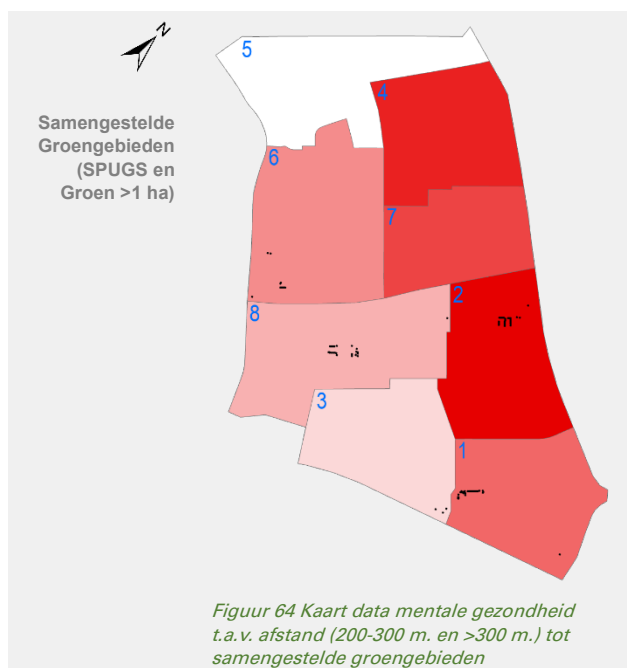 N
5
4
Samengestelde
Groengebieden
(SPUGS en
Groen >1 ha)
6
7
2
8
3
1
Figuur 64 Kaart data mentale gezondheid
t.a.v. afstand (200-300 m. en >300 m.) tot
samengestelde groengebieden